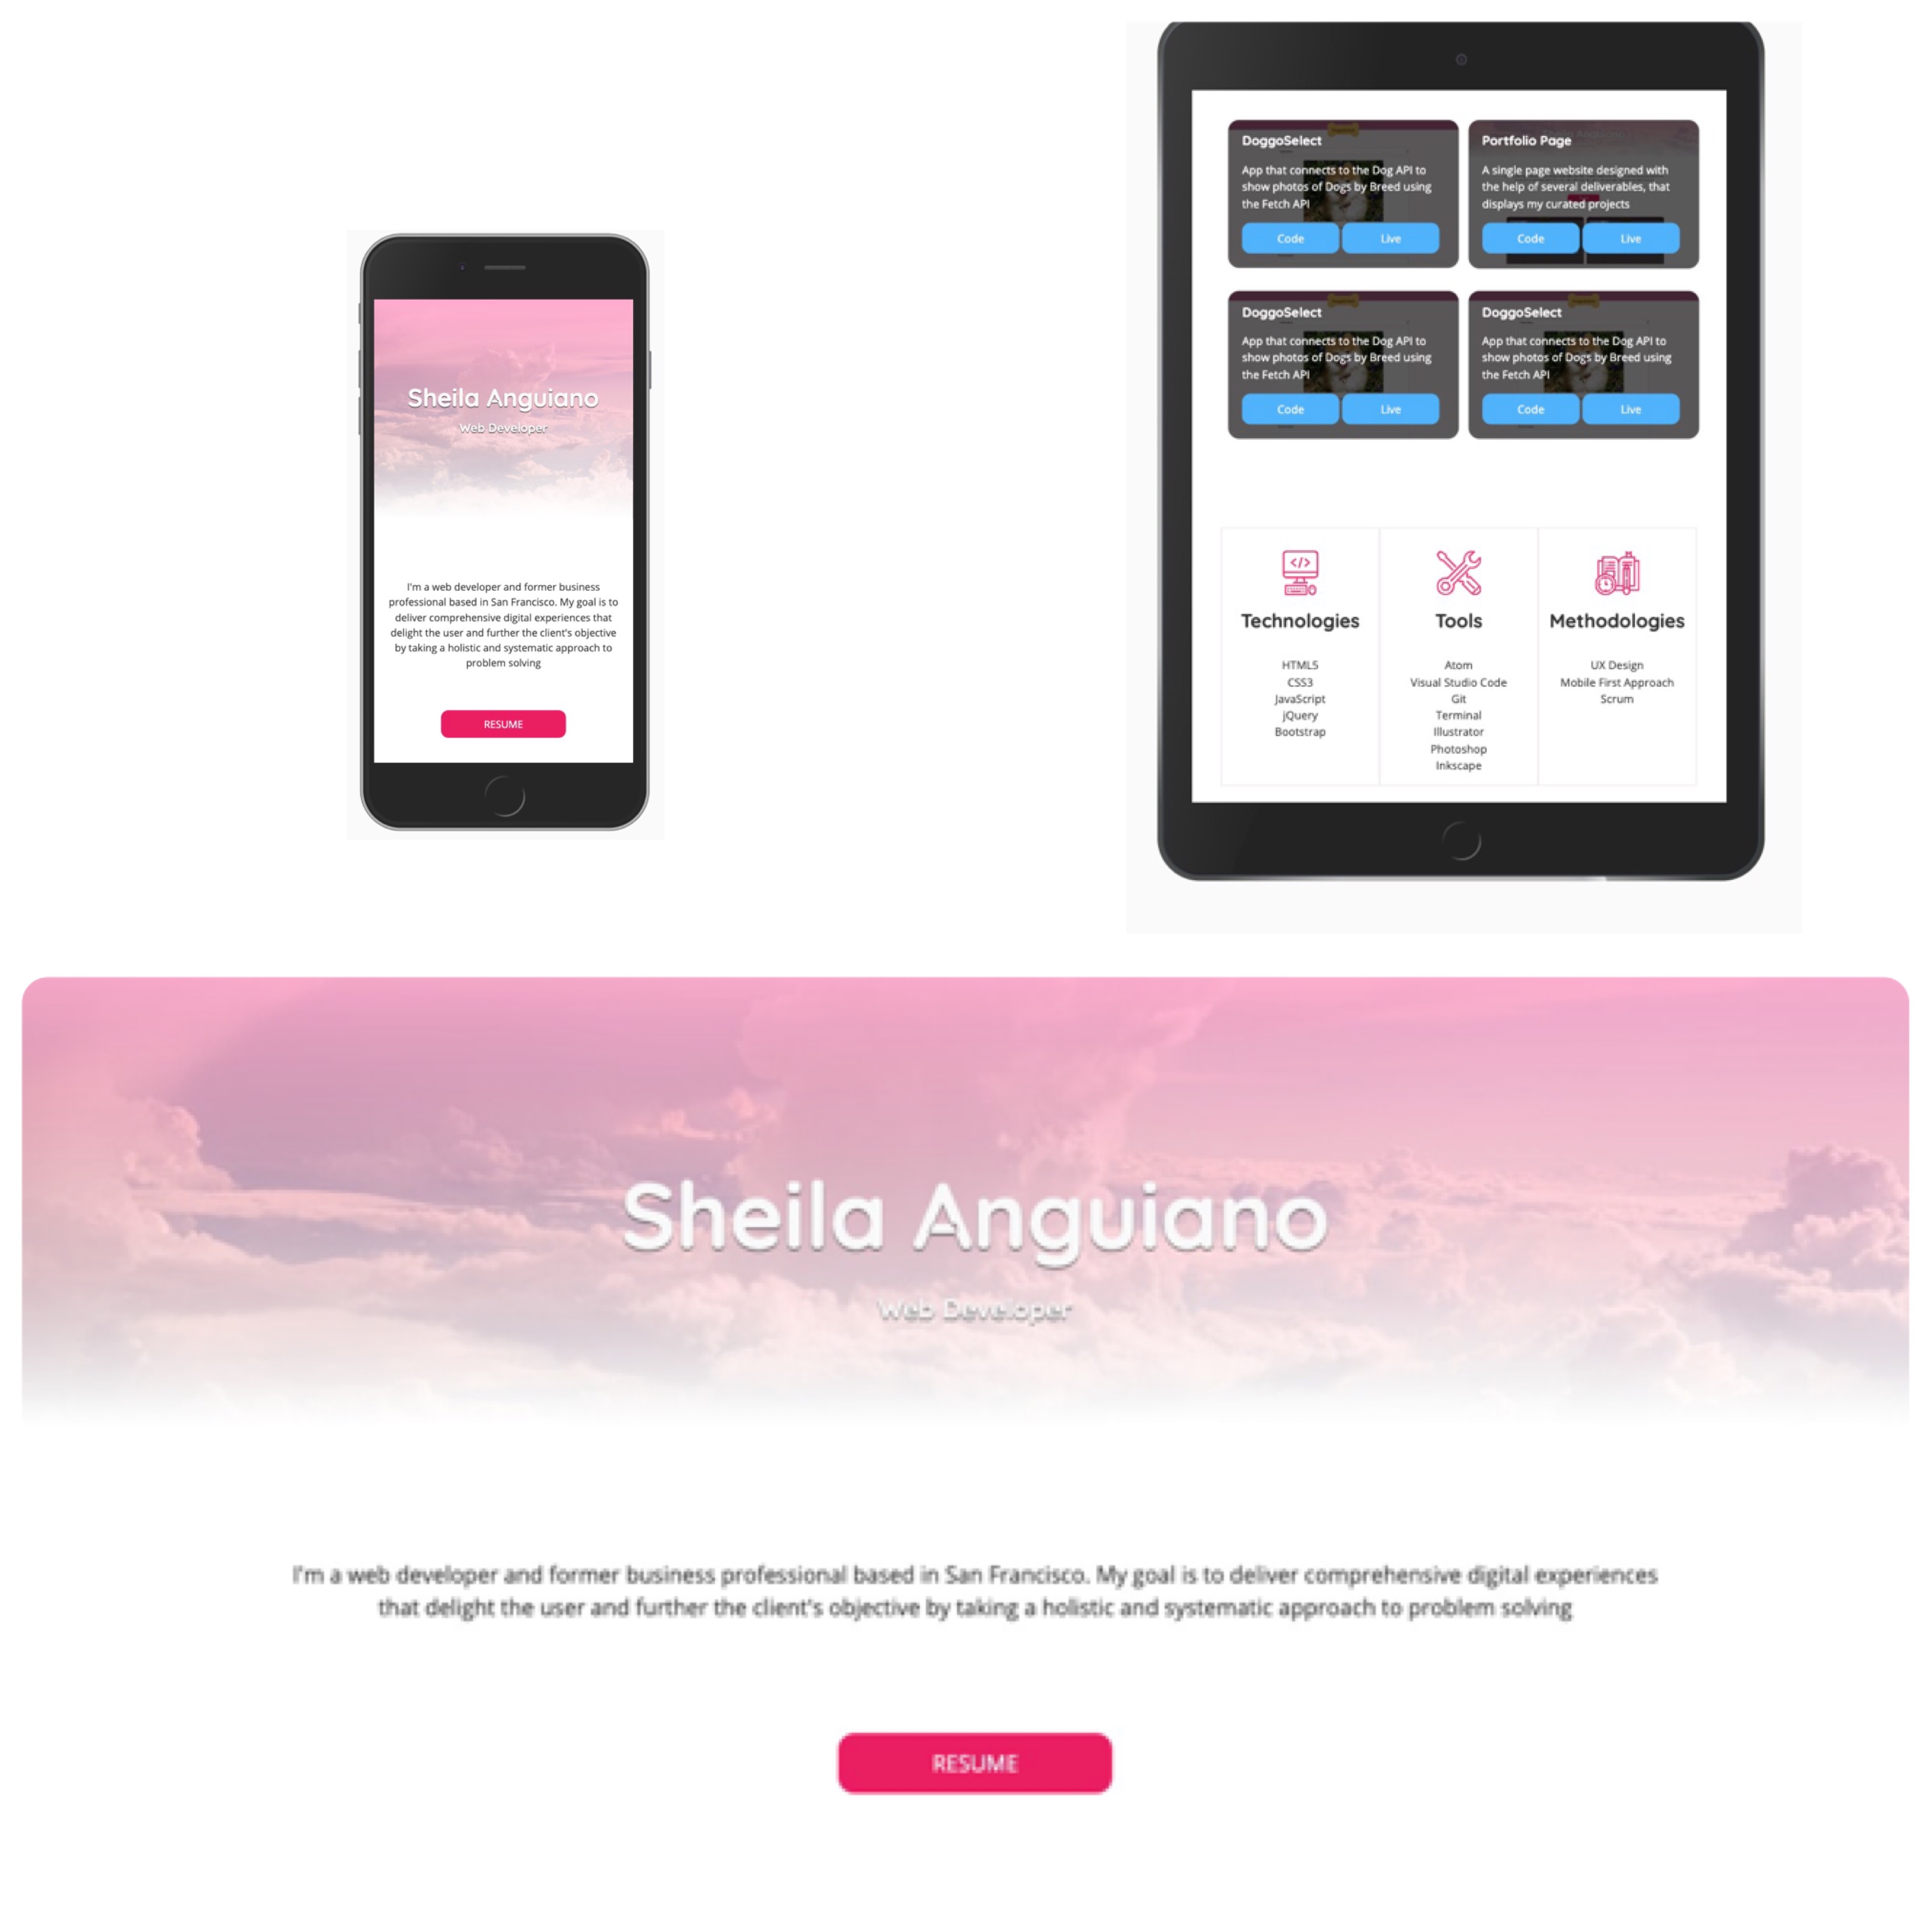 Sheila Anguiano
Web Developer
I'm a web developer and former business
professional based in San Francisco. My goal is to
deliver comprehensive digital experiences that
delight the user and further the client's objective
by taking a holistic and systematic approach to
problem solving
RESUME
DoggoSelect
App that connects to the Dog API to
show photos of Dogs by Breed using
the Fetch API
Code Live
Portfolio Page
A single page website designed with
the help of several deliverables, that
displays my curated projects
Code Live
DoggoSelect
App that connects to the Dog API to
show photos of Dogs by Breed using
the Fetch API
Code Live
DoggoSelect
App that connects to the Dog API to
show photos of Dogs by Breed using
the Fetch API
Code Live
Technologies
HTML5
CSS3
JavaScript
jQuery
Bootstrap
Tools
Atom
Visual Studio Code
Git
Terminal
Illustrator
Photoshop
Inkscape
Methodologies
UX Design
Mobile First Approach
Scrum
Sheila Anguiano
Web Developer
I'm a web developer and former business professional based in San Francisco. My goal is to deliver comprehensive digital experiences
that delight the user and further the client's objective by taking a holistic and systematic approach to problem solving
RESUME